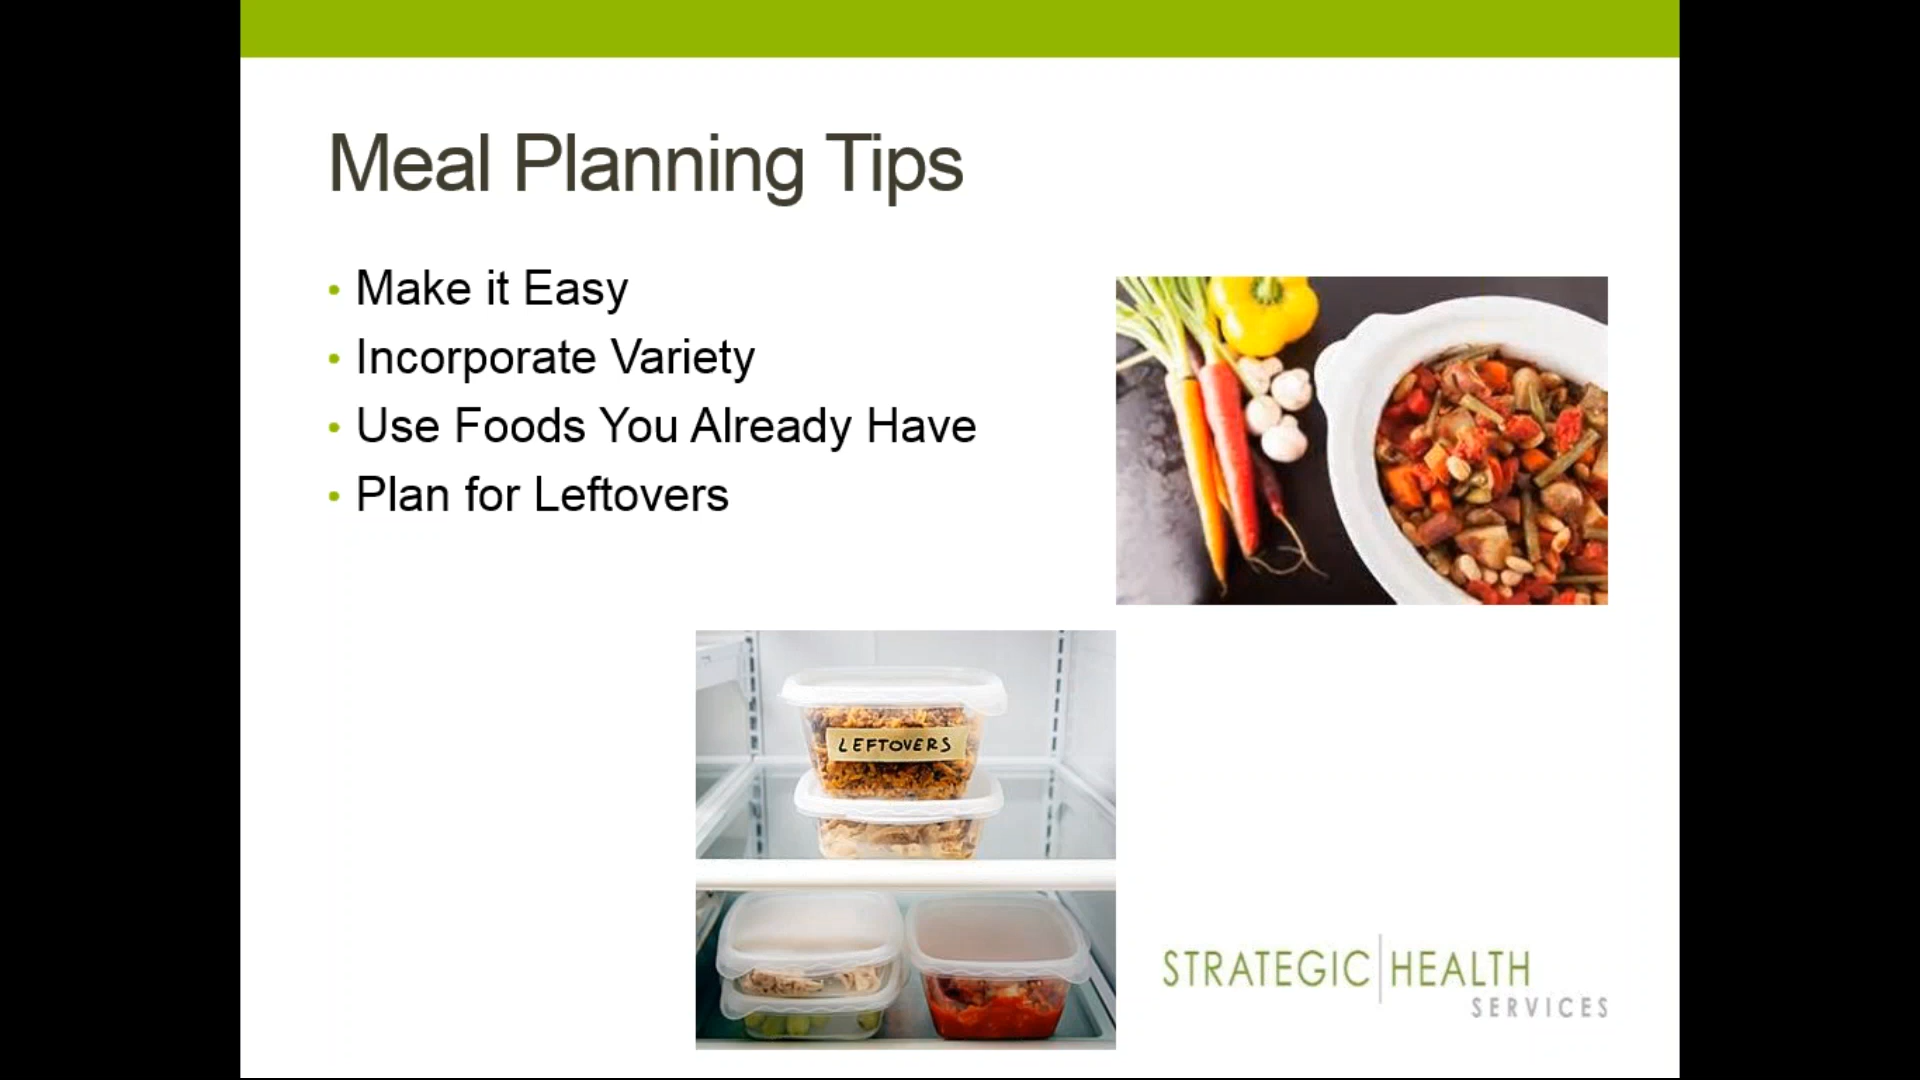 Meal Planning Tips
• Make it Easy
• Incorporate Variety
• Use Foods You Already Have
• Plan for Leftovers
LEFTOVERS
STRATEGIC HEALTH
SERVICES